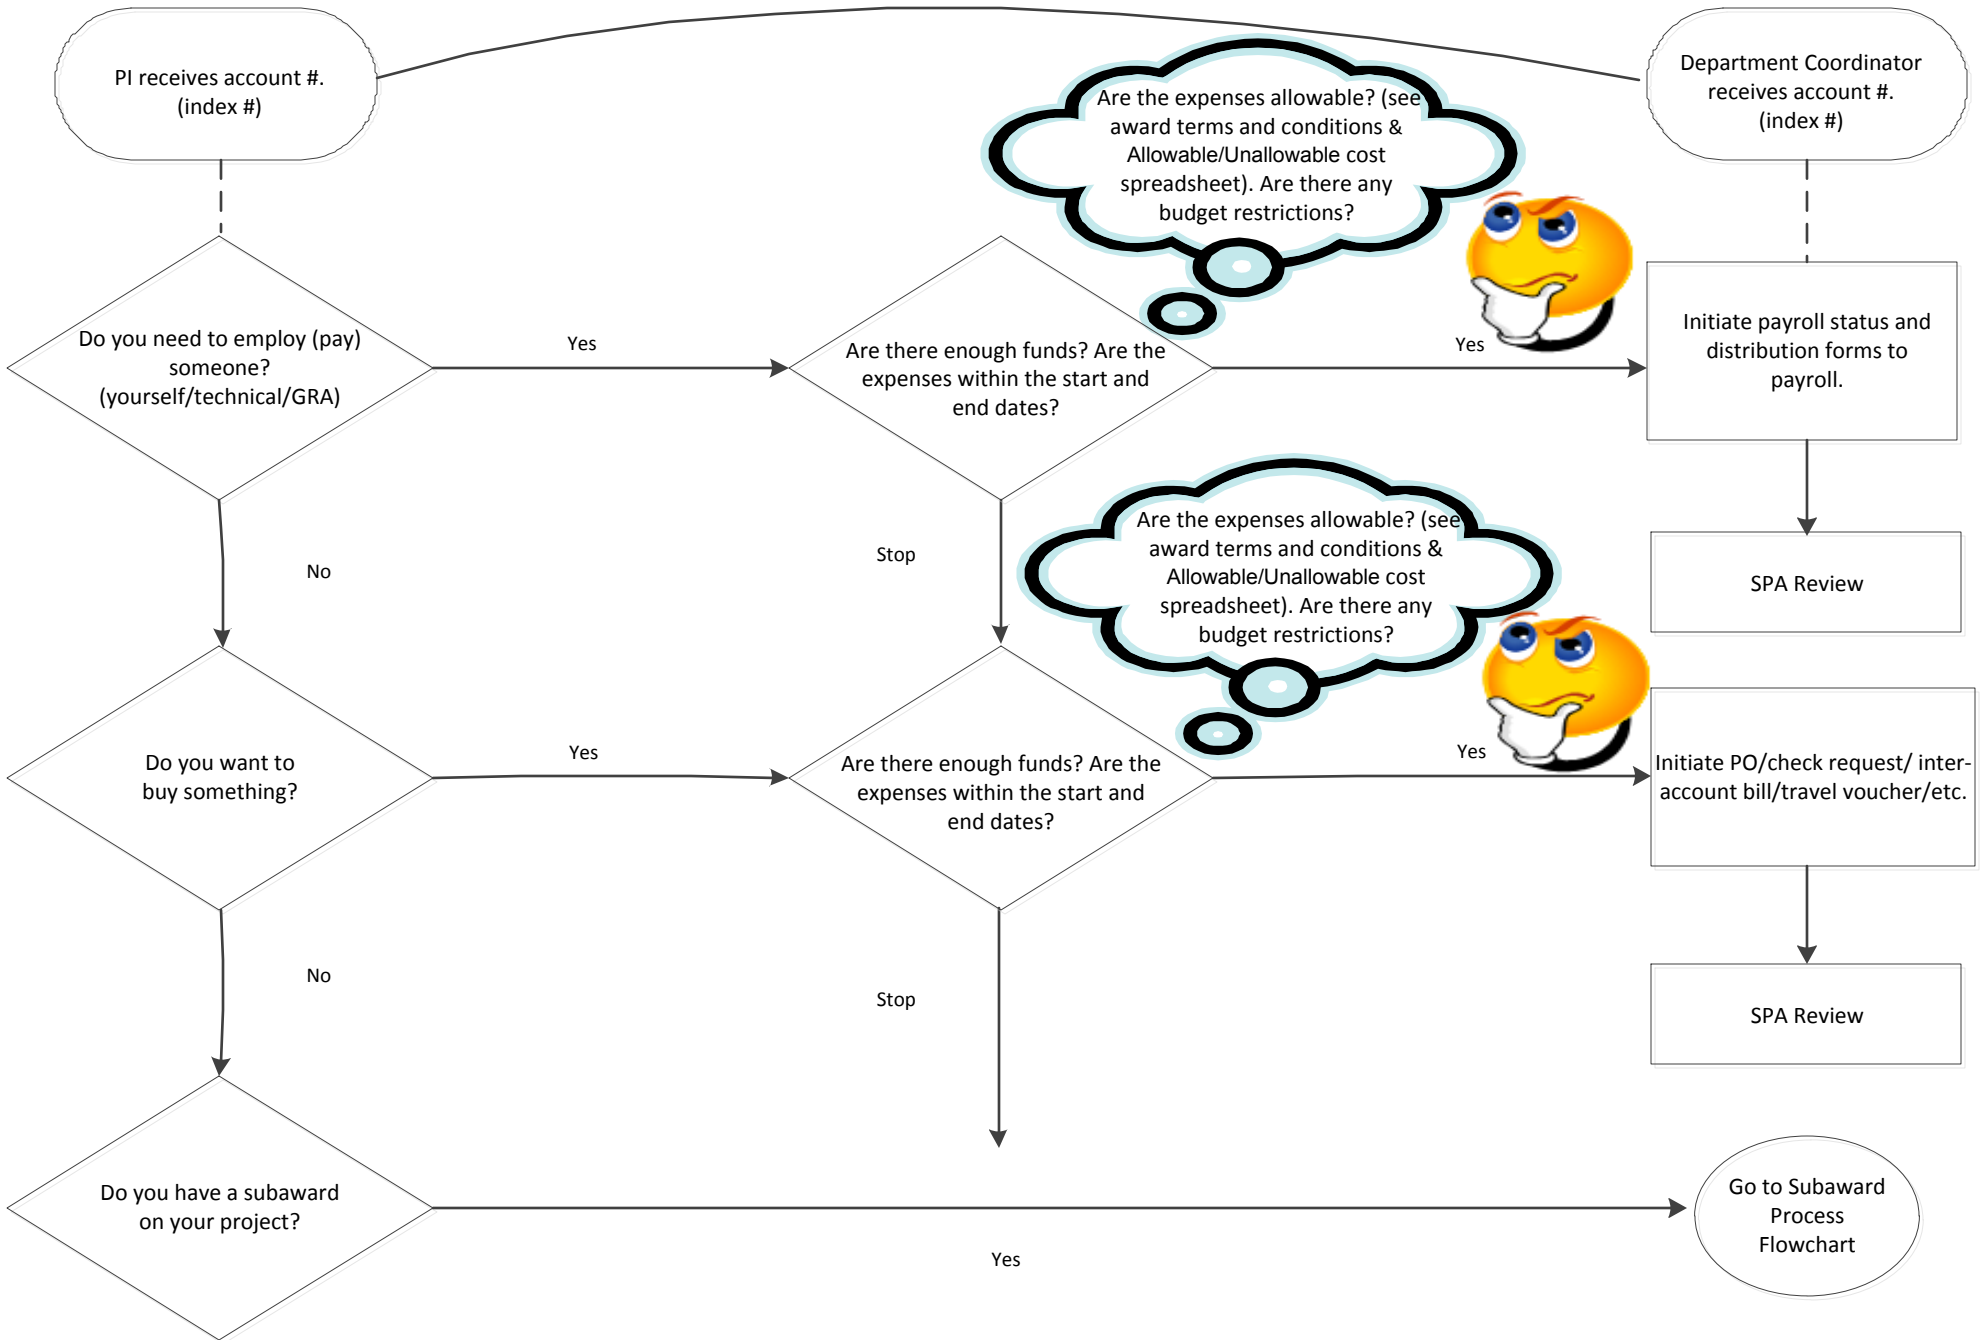 PI receives account #.
(index #)
Department Coordinator
receives account #.
(index #)
Are the expenses allowable? (see
award terms and conditions &
Allowable/Unallowable cost
spreadsheet). Are there any
budget restrictions?
Do you need to employ (pay)
someone?
(yourself/technical/GRA)
Yes
Are there enough funds? Are the
expenses within the start and
end dates?
Yes
Initiate payroll status and
distribution forms to
payroll.
No
Stop
Are the expenses allowable? (see
award terms and conditions &
Allowable/Unallowable cost
spreadsheet). Are there any
budget restrictions?
SPA Review
Do you want to
buy something?
Yes
Are there enough funds? Are the
expenses within the start and
end dates?
Yes
Initiate PO/check request/ inter-
account bill/travel voucher/etc.
No
Stop
SPA Review
Do you have a subaward
on your project?
Yes
Go to Subaward
Process
Flowchart